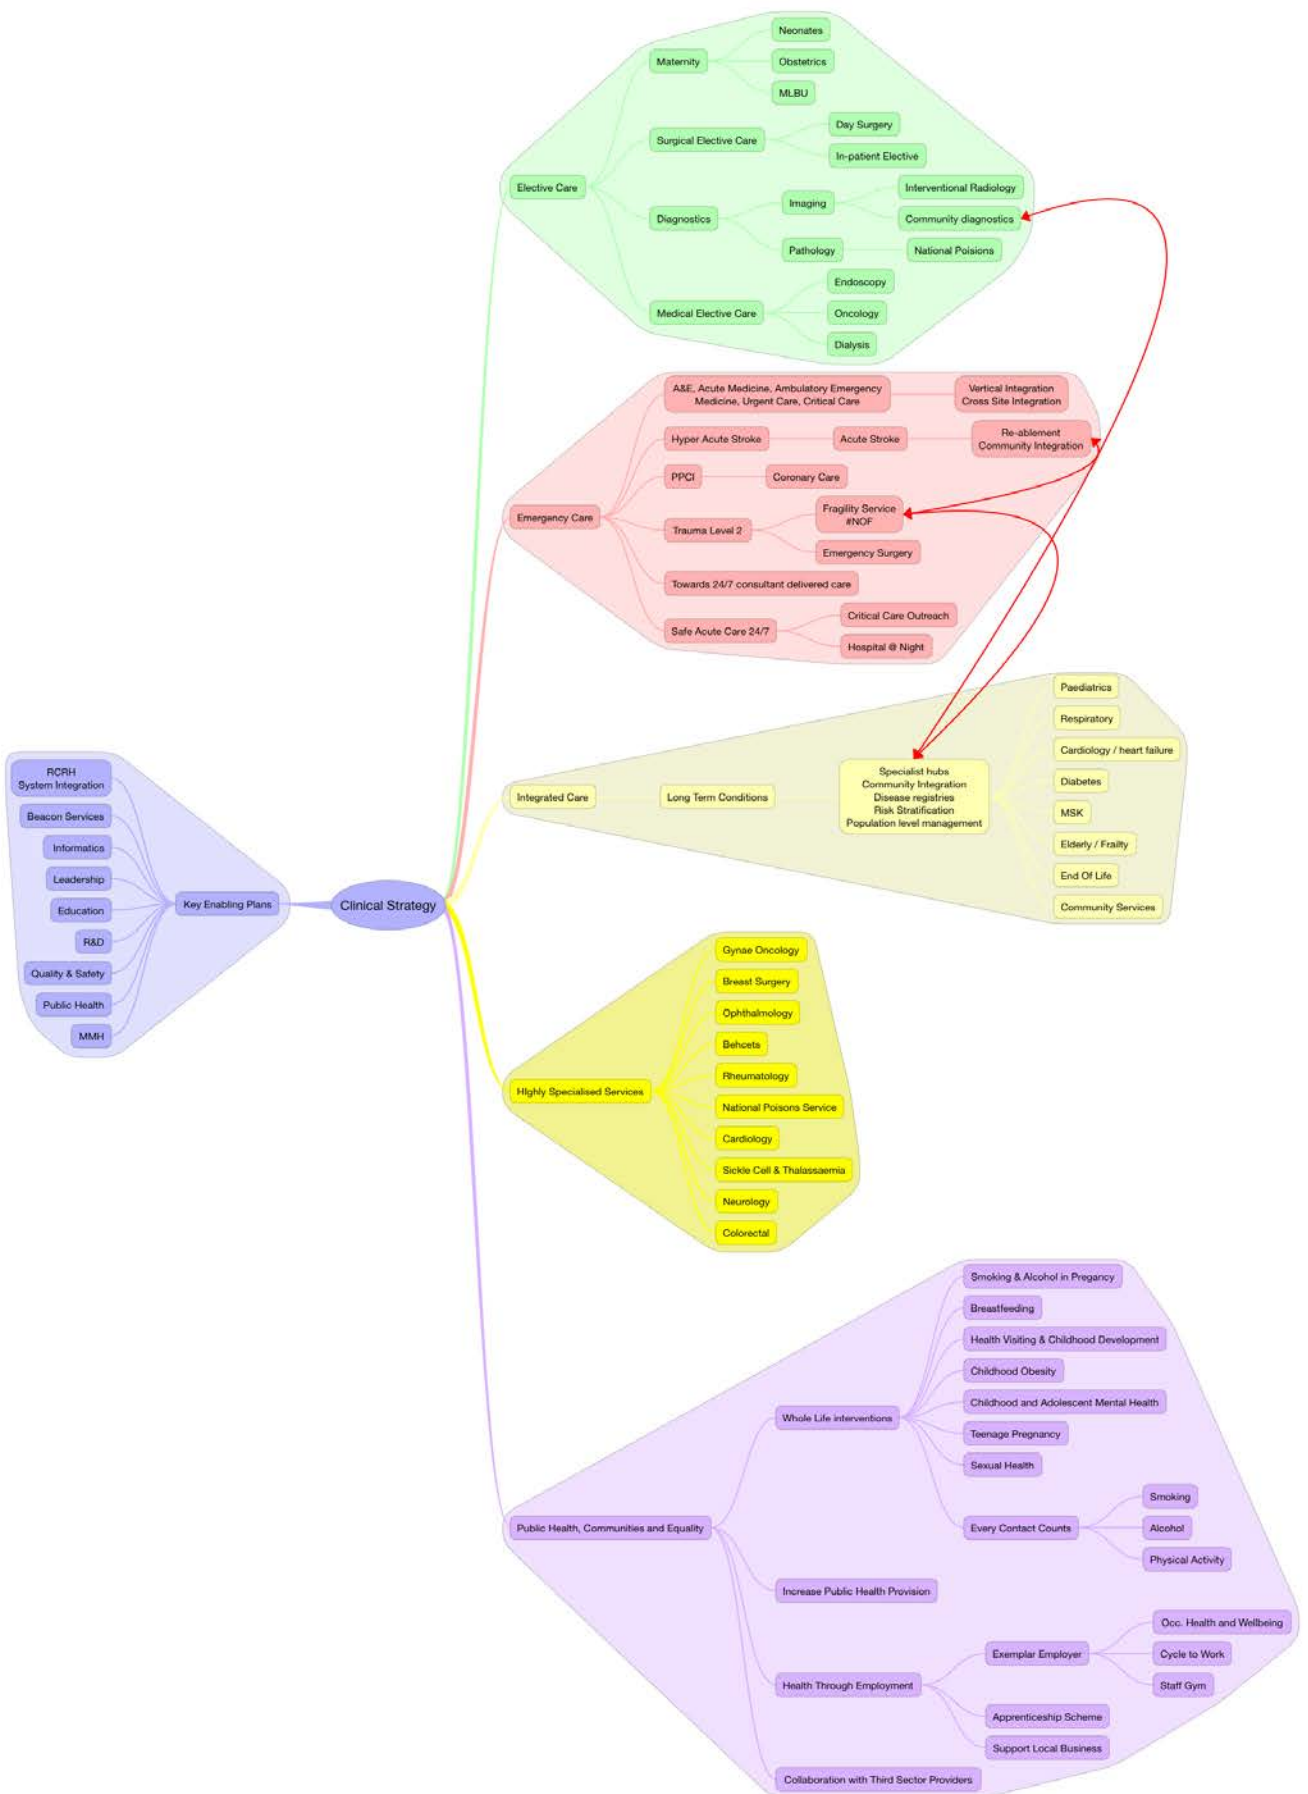 Neonates
Maternity
Obstetrics
MLBU
Day Surgery
Surgical Elective Care
In-patient Elective
Elective Care
Interventional Radiology
Imaging
Diagnostics
Community diagnostics
Pathology
National Poisions
Endoscopy
Medical Elective Care
Oncology
Dialysis
A&E, Acute Medicine, Ambulatory Emergency
Medicine, Urgent Care, Critical Care
Vertical Integration
Cross Site Integration
Hyper Acute Stroke
Acute Stroke
Re-ablement
Community Integration
PPCI
Coronary Care
Emergency Care
Fragility Service
#NOF
Trauma Level 2
Emergency Surgery
Towards 24/7 consultant delivered care
Critical Care Outreach
Safe Acute Care 24/7
Hospital @ Night
Paediatrics
Respiratory
Cardiology / heart failure
Integrated Care
Long Term Conditions
Specialist hubs
Community Integration
Disease registries
Risk Stratification
Population level management
Diabetes
MSK
Elderly / Frailty
End Of Life
Community Services
RCRH
System Integration
Beacon Services
Informatics
Leadership
Education
R&D
Quality & Safety
Public Health
MMH
Key Enabling Plans
Clinical Strategy
Gynae Oncology
Breast Surgery
Ophthalmology
Behcets
Rheumatology
HIghly Specialised Services
National Poisons Service
Cardiology
Sickle Cell & Thalassaemia
Neurology
Colorectal
Smoking & Alcohol in Pregancy
Breastfeeding
Health Visiting & Childhood Development
Childhood Obesity
Childhood and Adolescent Mental Health
Whole Life interventions
Teenage Pregnancy
Sexual Health
Smoking
Public Health, Communities and Equality
Every Contact Counts
Alcohol
Physical Activity
Increase Public Health Provision
Occ. Health and Wellbeing
Exemplar Employer
Cycle to Work
Health Through Employment
Staff Gym
Apprenticeship Scheme
Support Local Business
Collaboration with Third Sector Providers